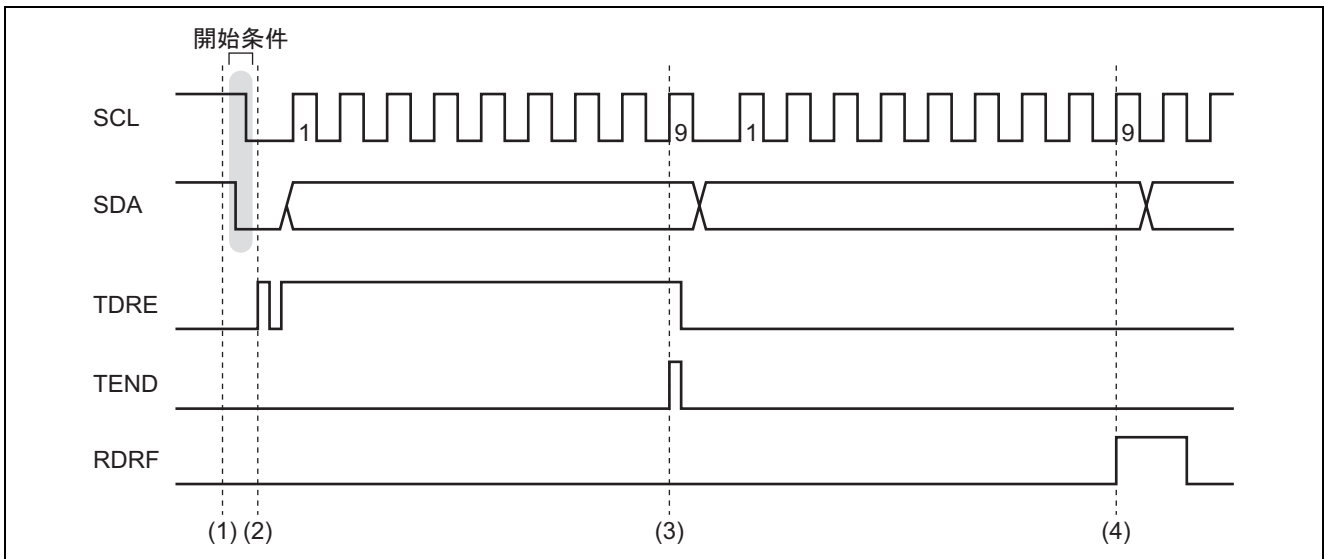 開始条件
SCL
1 9 1 9
SDA
TDRE
TEND
RDRF
(1) (2) (3) (4)